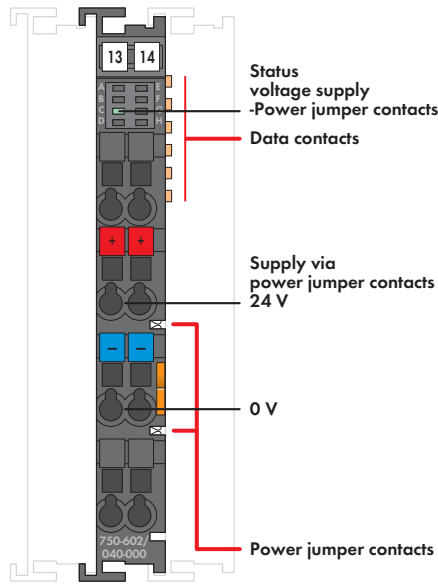 13 14
A E
B F
C G
D H
Status
voltage supply
-Power jumper contacts
Data contacts
+ +
Supply via
power jumper contacts
24 V
– –
0 V
750-602/
040-000
Power jumper contacts